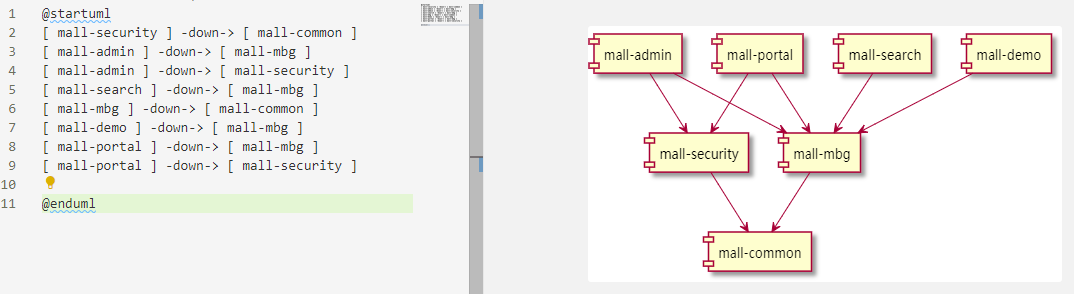 1 @startuml
2 [ mall-security ] -down-> [ mall-common ]
3 [ mall-admin ] -down-> [ mall-mbg ]
4 [ mall-admin ] -down-> [ mall-security ]
5 [ mall-search ] -down-> [ mall-mbg ]
6 [ mall-mbg ] -down-> [ mall-common ]
7 [ mall-demo ] -down-> [ mall-mbg ]
8 [ mall-portal ] -down-> [ mall-mbg ]
9 [ mall-portal ] -down-> [ mall-security ]
10
11 @enduml
mall-admin mall-portal mall-search mall-demo
mall-security mall-mbg
mall-common